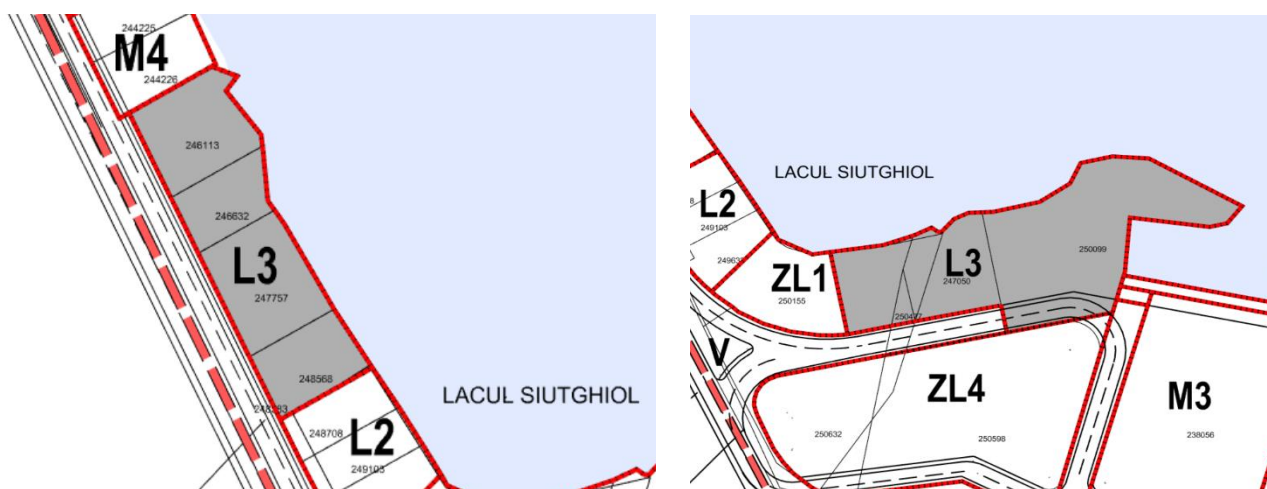 244225
M4
244226
246113
246632
L3
247757
248568
248708
L2
249103
LACUL SIUTGHIOL
LACUL SIUTGHIOL
L2
249103
ZL1
250155
L3
247050
250099
V
ZL4
250632
250598
M3
238056